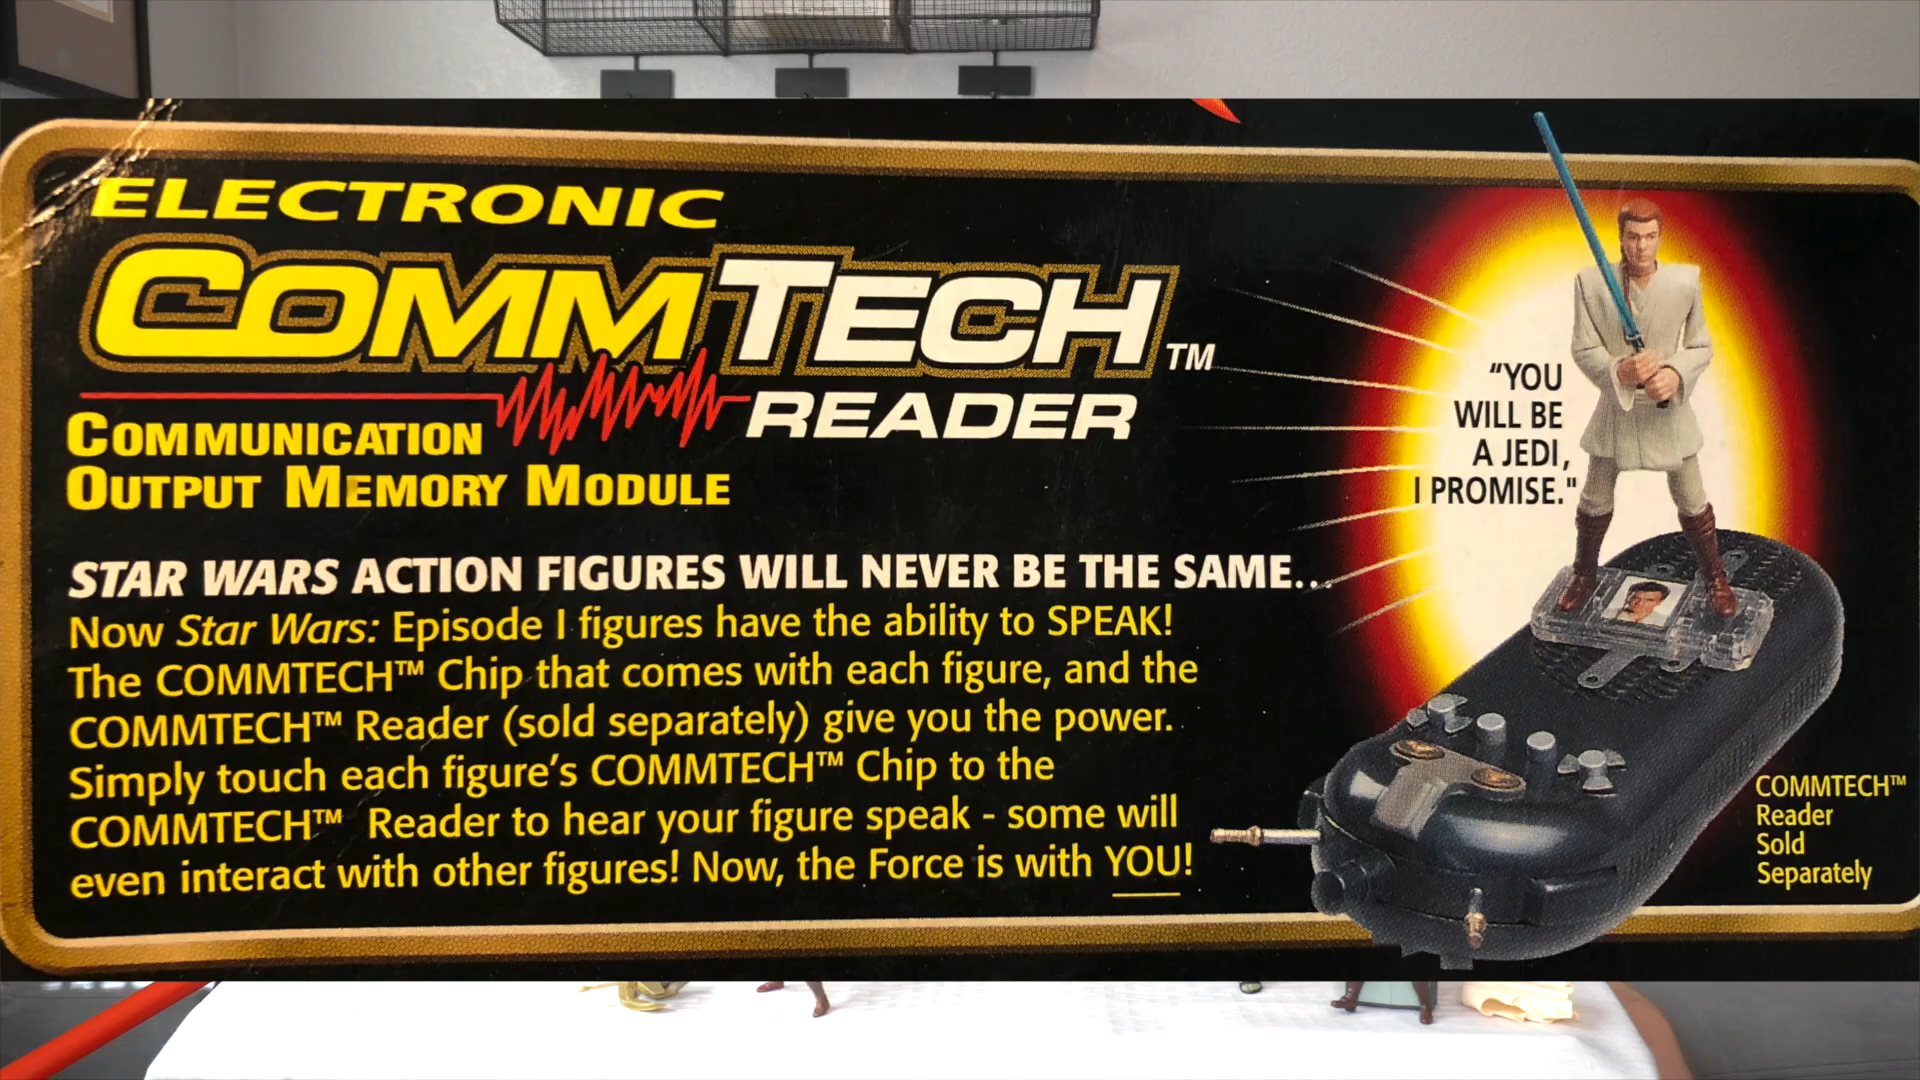 ELECTRONIC
COMMTECH™
READER
COMMUNICATION
OUTPUT MEMORY MODULE
STAR WARS ACTION FIGURES WILL NEVER BE THE SAME...
Now Star Wars: Episode I figures have the ability to SPEAK!
The COMMTECH™ Chip that comes with each figure, and the
COMMTECH™ Reader (sold separately) give you the power.
Simply touch each figure's COMMTECH™ Chip to the
COMMTECH™ Reader to hear your figure speak - some will
even interact with other figures! Now, the Force is with YOU!
"YOU
WILL BE
A JEDI,
I PROMISE."
COMMTECH™
Reader
Sold
Separately